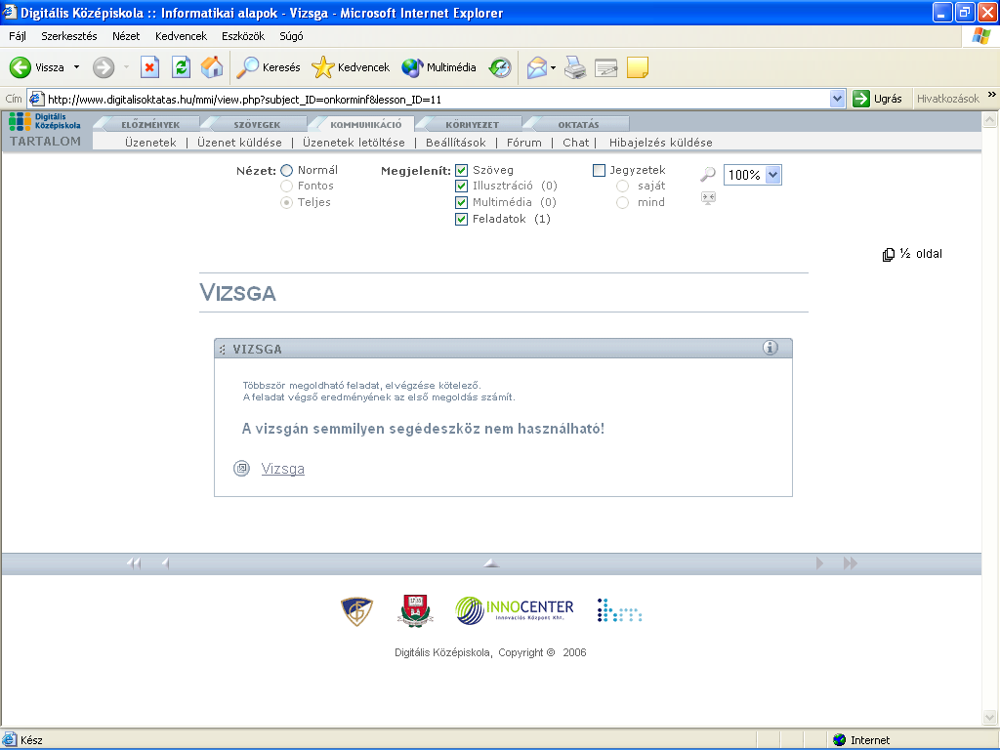 Digitális Középiskola :: Informatikai alapok - Vizsga - Microsoft Internet Explorer
Fájl Szerkesztés Nézet Kedvencek Eszközök Súgó
Vissza Keresés Kedvencek Multimédia
Cím http://www.digitalisoktatas.hu/mmi/view.php?subject_ID=onkorminf&lesson_ID=11 Ugrás Hivatkozások »
Digitális Középiskola
ELŐZMÉNYEK SZÖVEGEK KOMMUNIKÁCIÓ KÖRNYEZET OKTATÁS
TARTALOM Üzenetek | Üzenet küldése | Üzenetek letöltése | Beállítások | Fórum | Chat | Hibajelzés küldése
Nézet: Normál Megjelenít: Szöveg Jegyzetek 100%
Fontos Illusztráció (0) saját
Teljes Multimédia (0) mind
Feladatok (1)
½ oldal
VIZSGA
VIZSGA
Többször megoldható feladat, elvégzése kötelező.
A feladat végső eredményének az első megoldás számít.
A vizsgán semmilyen segédeszköz nem használható!
Vizsga
INNOCENTER
Innovációs Központ Kht.
Digitális Középiskola, Copyright © 2006
Kész Internet